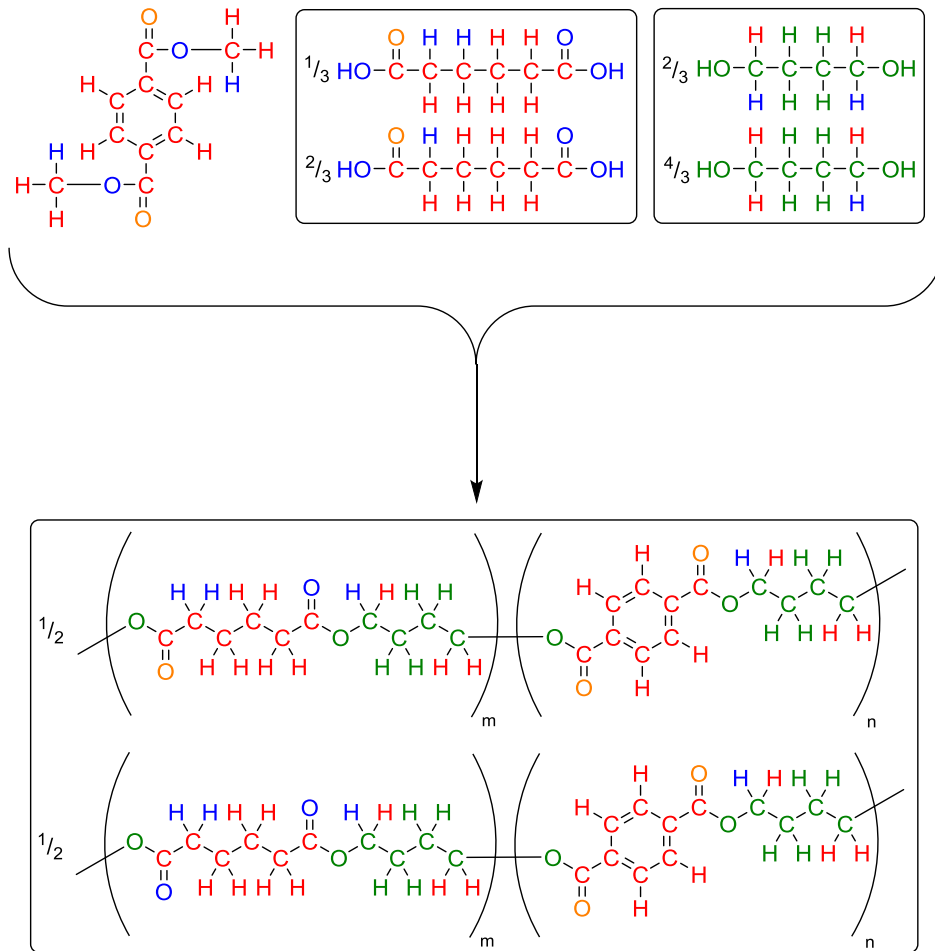 O H
C O C H
H C H H
C C
C C
H H C H
H C O C
H O
O H H H H O
1/3 HO C C C C C C OH
H H H H
O H H H H O
2/3 HO C C C C C C OH
H H H H
H H H H
2/3 HO C C C C OH
H H H H
H H H H
4/3 HO C C C C OH
H H H H
1/2
H H H H O H H H H
O C C C C C
C C C O C C
O H H H H H H H H
m
H O H H H H
H C C C C
C C O C C
O C C H H H H
C C H
O H
n
1/2
H H H H O H H H H
O C C C C C
C C C O C C
O H H H H H H H H
m
H O H H H H
H C C C C
C C O C C
O C C H H H H
C C H
O H
n